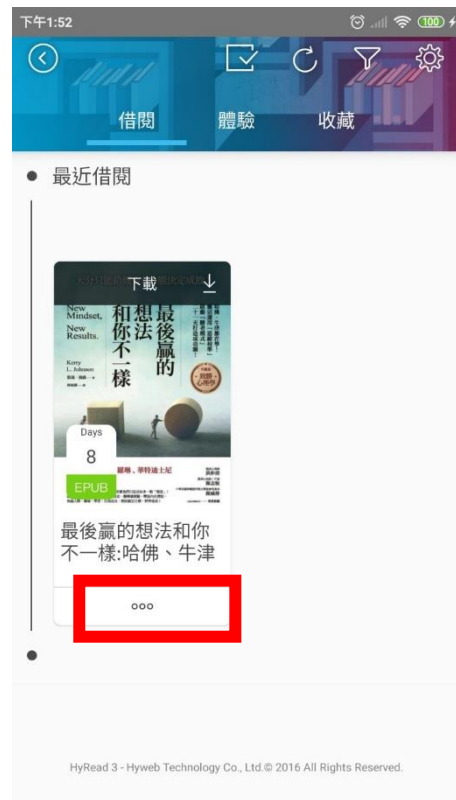 下午1:52
100
借閱
體驗
收藏
最近借閱
下載
New
Mindset,
New
Results.
Kerry
L. Johnson
最後贏的
想法
和你不一樣
Days
8
EPUB
最後贏的想法和你
不一樣:哈佛、牛津
HyRead 3 - Hyweb Technology Co., Ltd.© 2016 All Rights Reserved.